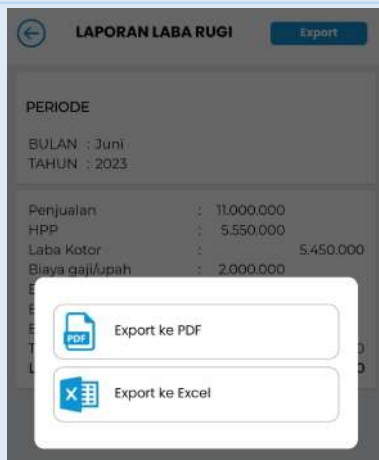 LAPORAN LABA RUGI
Export
PERIODE
BULAN : Juni
TAHUN : 2023
Penjualan : 11.000.000
HPP : 5.550.000
Laba Kotor : 5.450.000
Biaya gaji/upah : 2.000.000
PDF
Export ke PDF
X
Export ke Excel